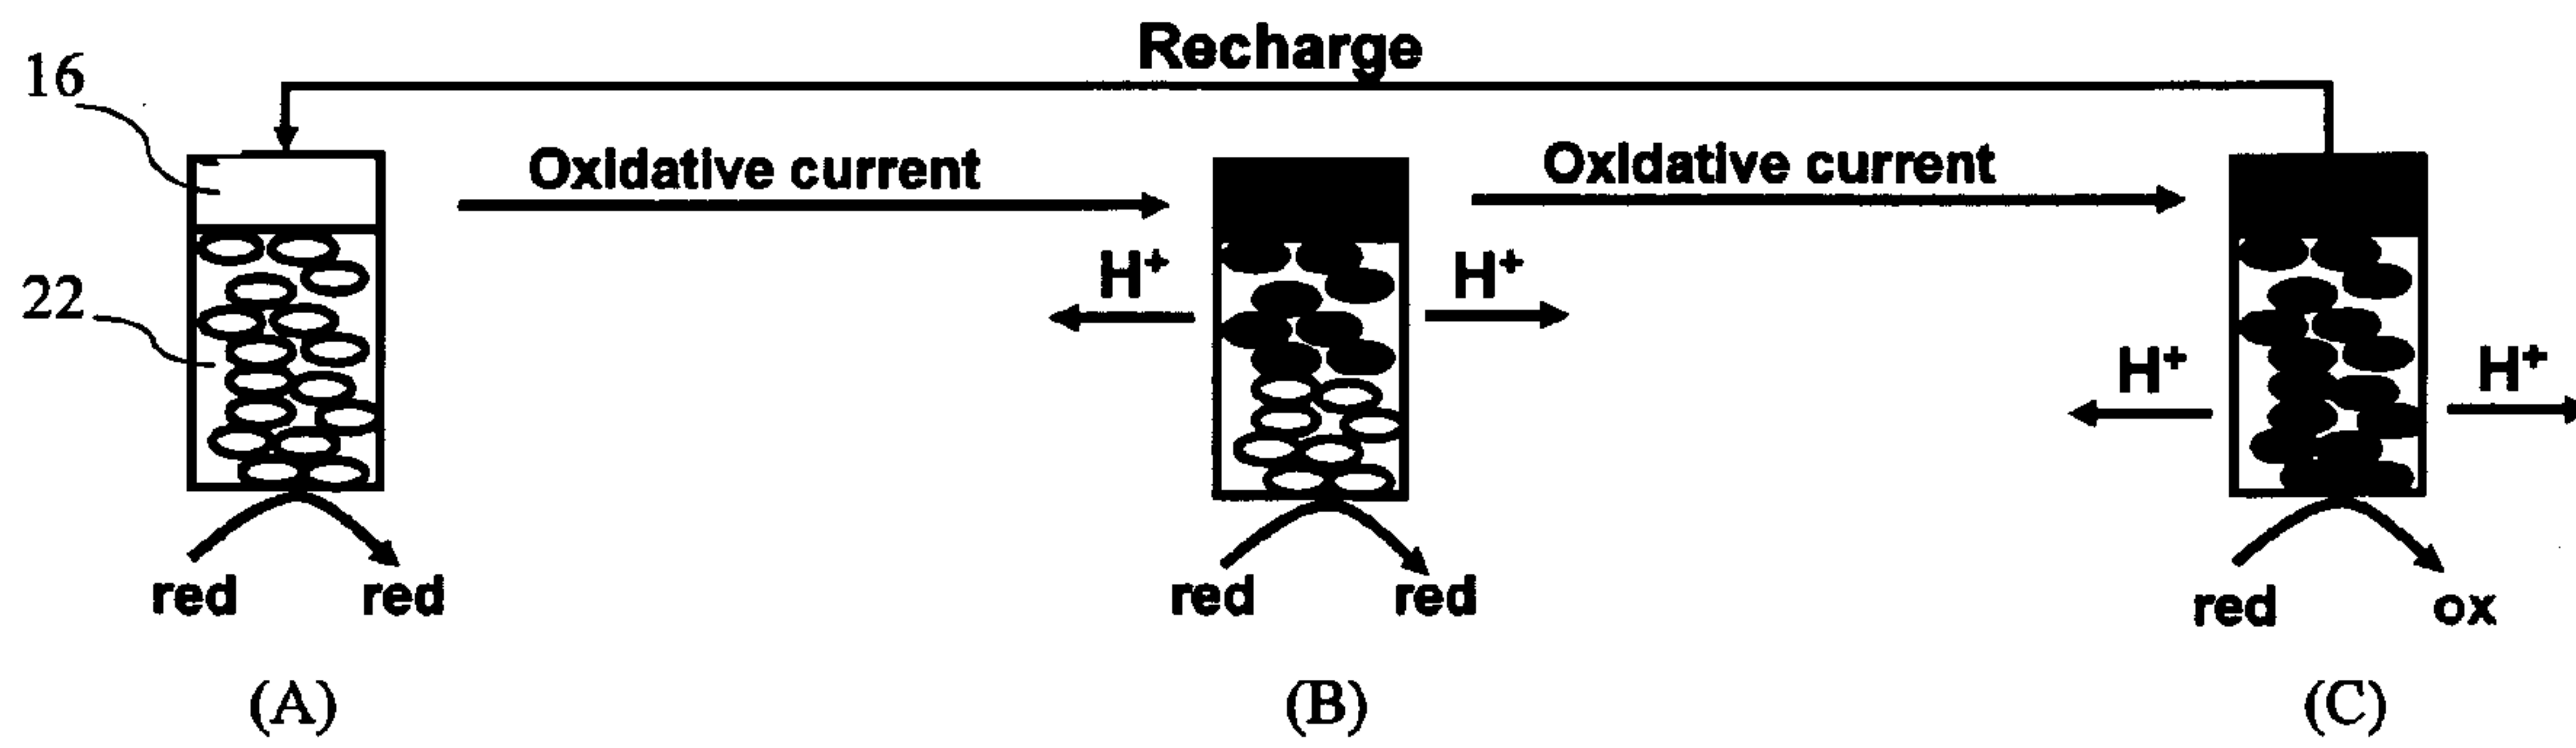 Recharge
16
Oxidative current
Oxidative current
H+ H+
22
H+ H+
red red
red red
red ox
(A)
(B)
(C)